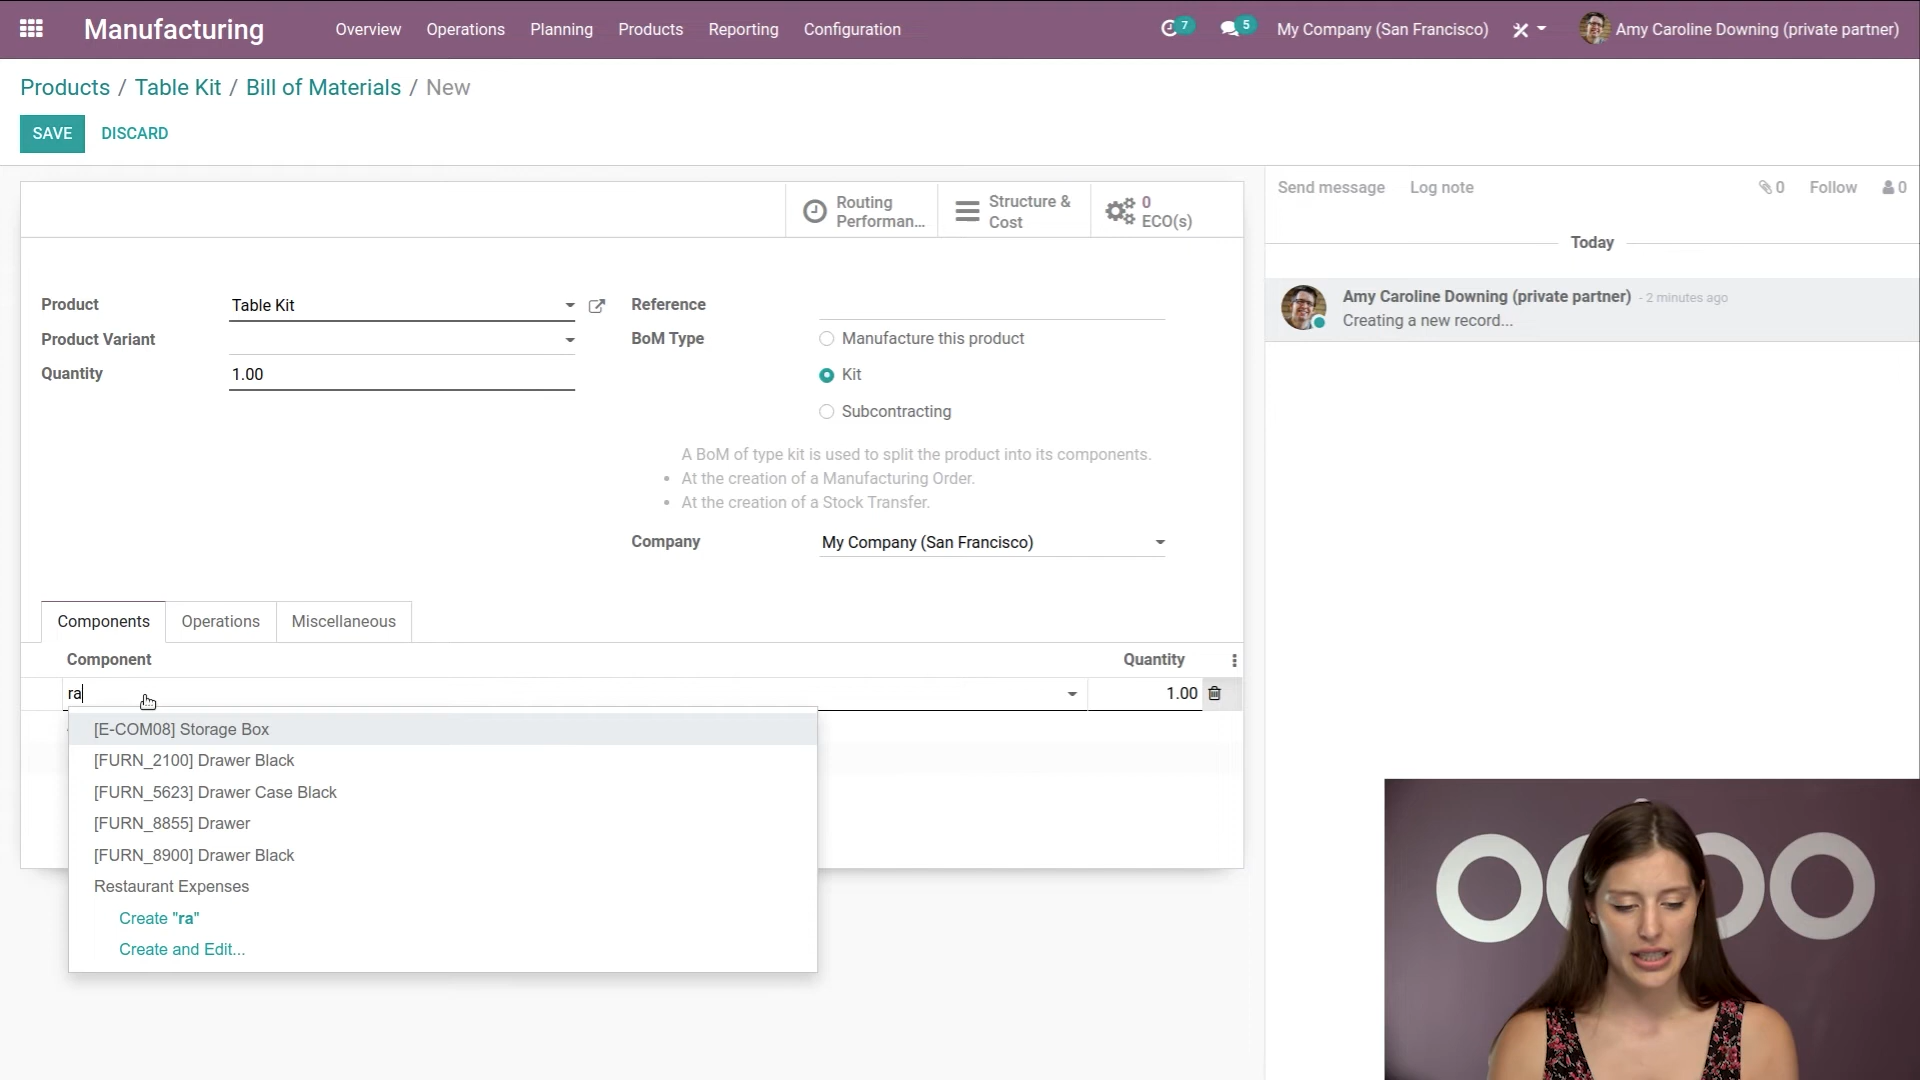 Manufacturing
Overview
Operations
Planning
Products
Reporting
Configuration
7
5
My Company (San Francisco)
Amy Caroline Downing (private partner)
Products / Table Kit / Bill of Materials / New
SAVE
DISCARD
Routing
Performan...
Structure &
Cost
0
ECO(s)
Product
Table Kit
Product Variant
Quantity
1.00
Reference
BoM Type
Manufacture this product
Kit
Subcontracting
A BoM of type kit is used to split the product into its components.
• At the creation of a Manufacturing Order.
• At the creation of a Stock Transfer.
Company
My Company (San Francisco)
Components
Operations
Miscellaneous
Component
Quantity
ra
1.00
[E-COM08] Storage Box
[FURN_2100] Drawer Black
[FURN_5623] Drawer Case Black
[FURN_8855] Drawer
[FURN_8900] Drawer Black
Restaurant Expenses
Create "ra"
Create and Edit...
Send message
Log note
0
Follow
0
Today
Amy Caroline Downing (private partner) - 2 minutes ago
Creating a new record...